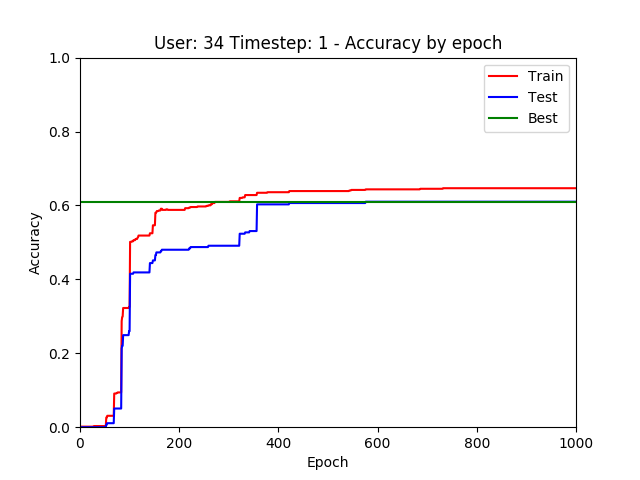 User: 34 Timestep: 1 - Accuracy by epoch
1.0
0.8
0.6
0.4
0.2
0.0
Accuracy
Train
Test
Best
0 200 400 600 800 1000
Epoch